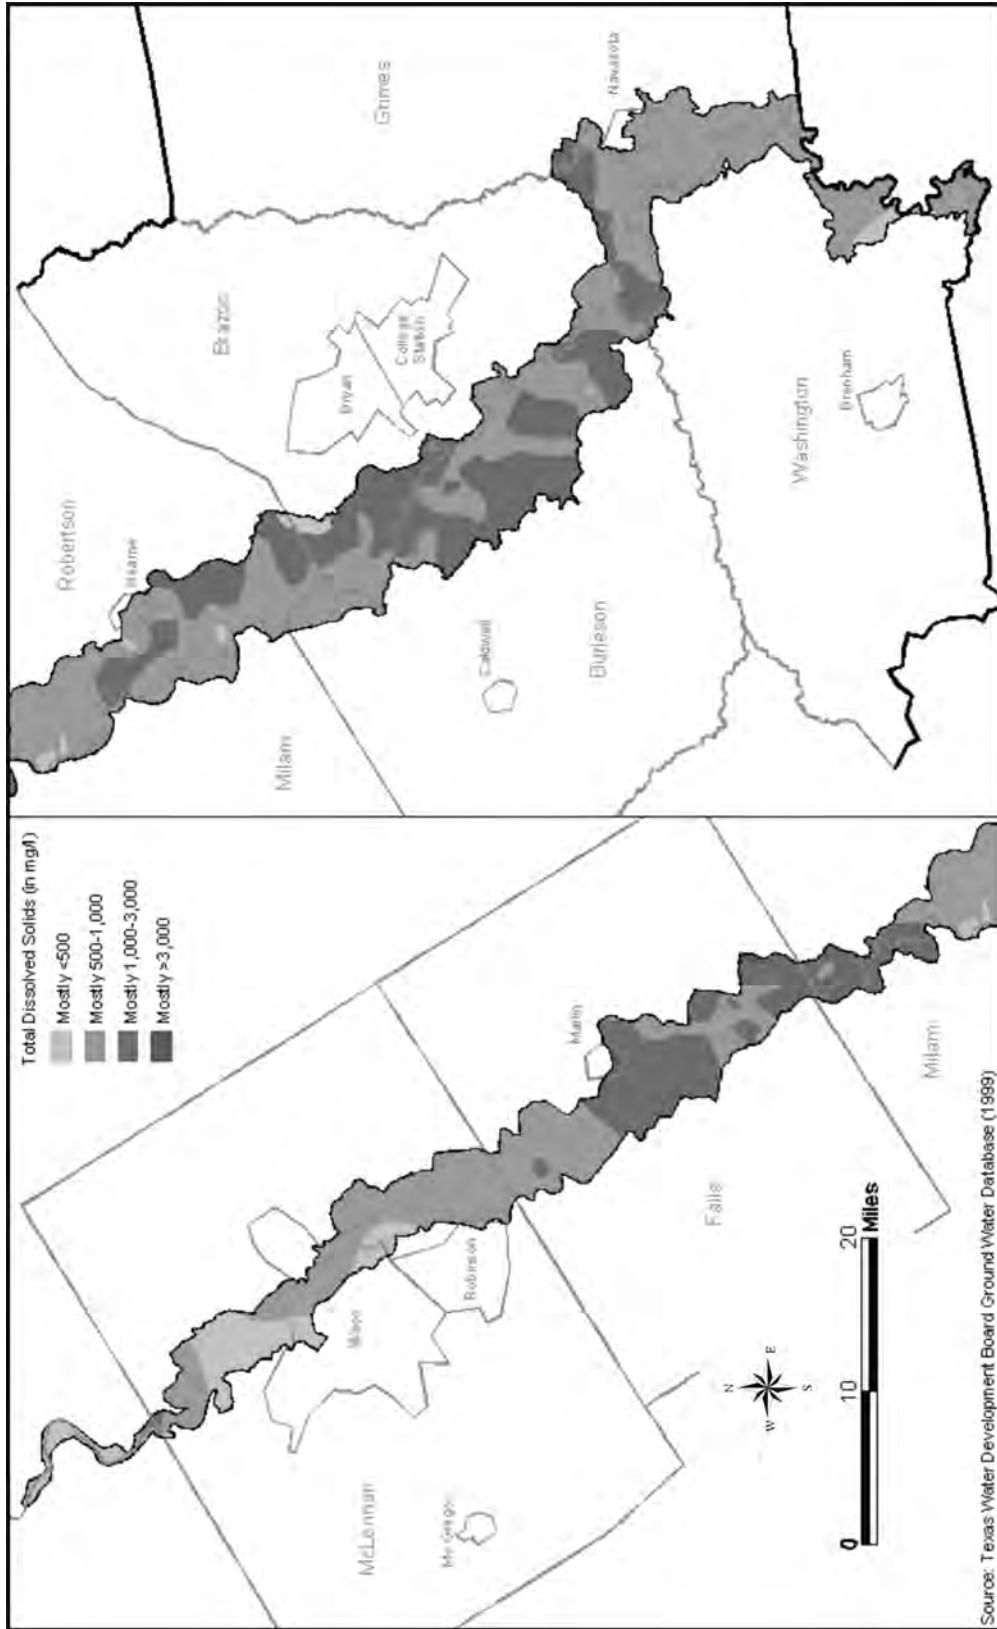 Total Dissolved Solids (in mg/l)
Mostly <500
Mostly 500-1,000
Mostly 1,000-3,000
Mostly >3,000
McLennan
Mc Gregor
Waco
Robinson
Marlin
Falls
Milam
N
W
E
S
0
10
20
Miles
Source: Texas Water Development Board Ground Water Database (1999)
Robertson
Hearne
Milam
Brazos
Bryan
College
Station
Grimes
Navasota
Caldwell
Burleson
Washington
Brenham